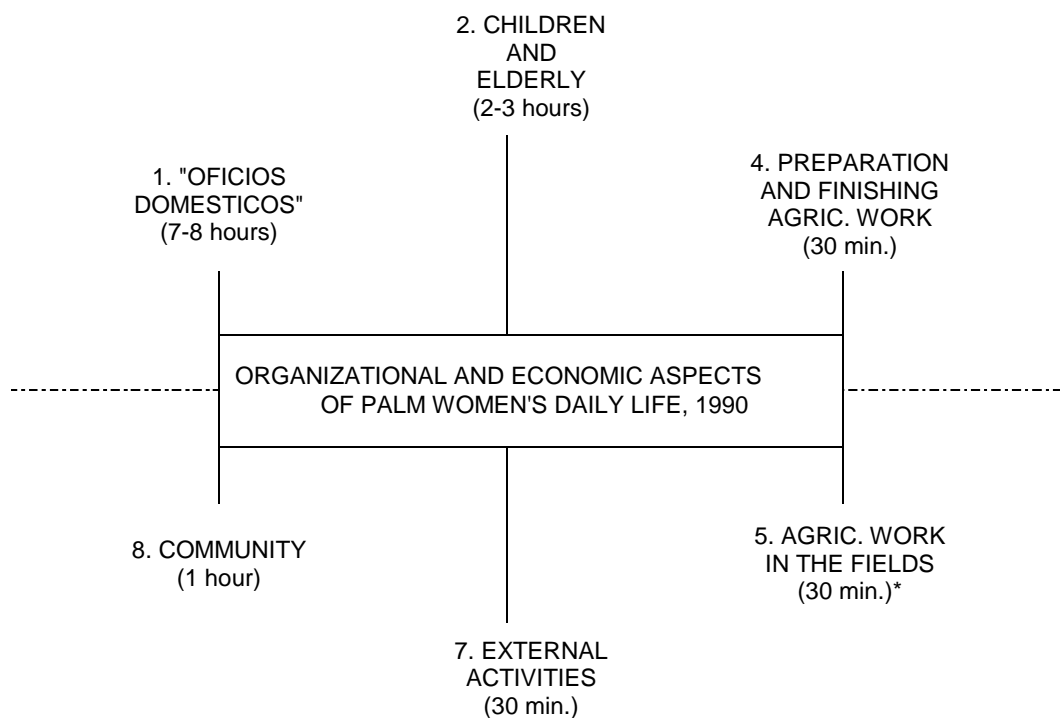 2. CHILDREN
AND
ELDERLY
(2-3 hours)
1. "OFICIOS
DOMESTICOS"
(7-8 hours)
4. PREPARATION
AND FINISHING
AGRIC. WORK
(30 min.)
ORGANIZATIONAL AND ECONOMIC ASPECTS
OF PALM WOMEN'S DAILY LIFE, 1990
8. COMMUNITY
(1 hour)
5. AGRIC. WORK
IN THE FIELDS
(30 min.)*
7. EXTERNAL
ACTIVITIES
(30 min.)